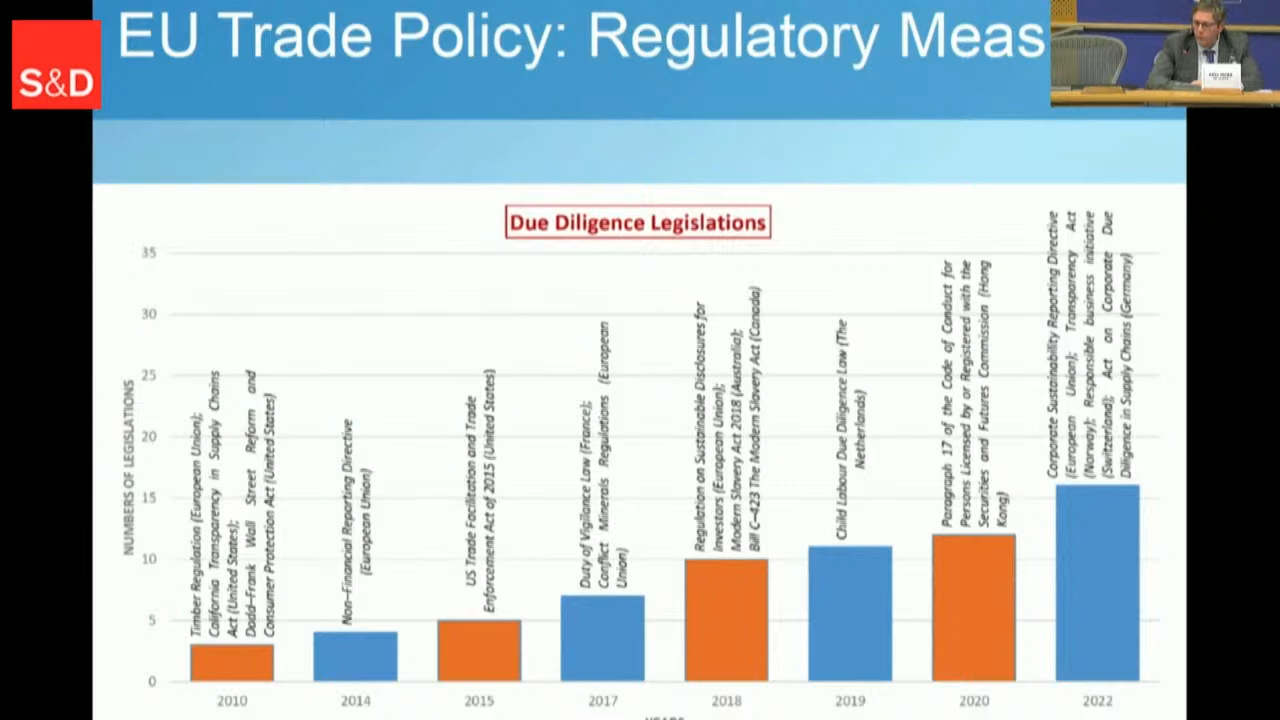 EU Trade Policy: Regulatory Meas
S&D
Due Diligence Legislations
NUMBERS OF LEGISLATIONS
35
30
25
20
15
10
5
0
Timber Regulation (European Union);
California Transparency in Supply Chains
Act (United States);
Dodd–Frank Wall Street Reform and
Consumer Protection Act (United States)
Non–Financial Reporting Directive
(European Union)
US Trade Facilitation and Trade
Enforcement Act of 2015 (United States)
Duty of Vigilance Law (France);
Conflict Minerals Regulations (European
Union)
Regulation on Sustainable Disclosures for
Investors (European Union);
Modern Slavery Act 2018 (Australia);
Bill C–423 The Modern Slavery Act (Canada)
Child Labour Due Diligence Law (The
Netherlands)
Paragraph 17 of the Code of Conduct for
Persons Licensed by or Registered with the
Securities and Futures Commission (Hong
Kong)
Corporate Sustainability Reporting Directive
(European Union); Transparency Act
(Norway); Responsible business initiative
(Switzerland); Act on Corporate Due
Diligence in Supply Chains (Germany)
2010
2014
2015
2017
2018
2019
2020
2022